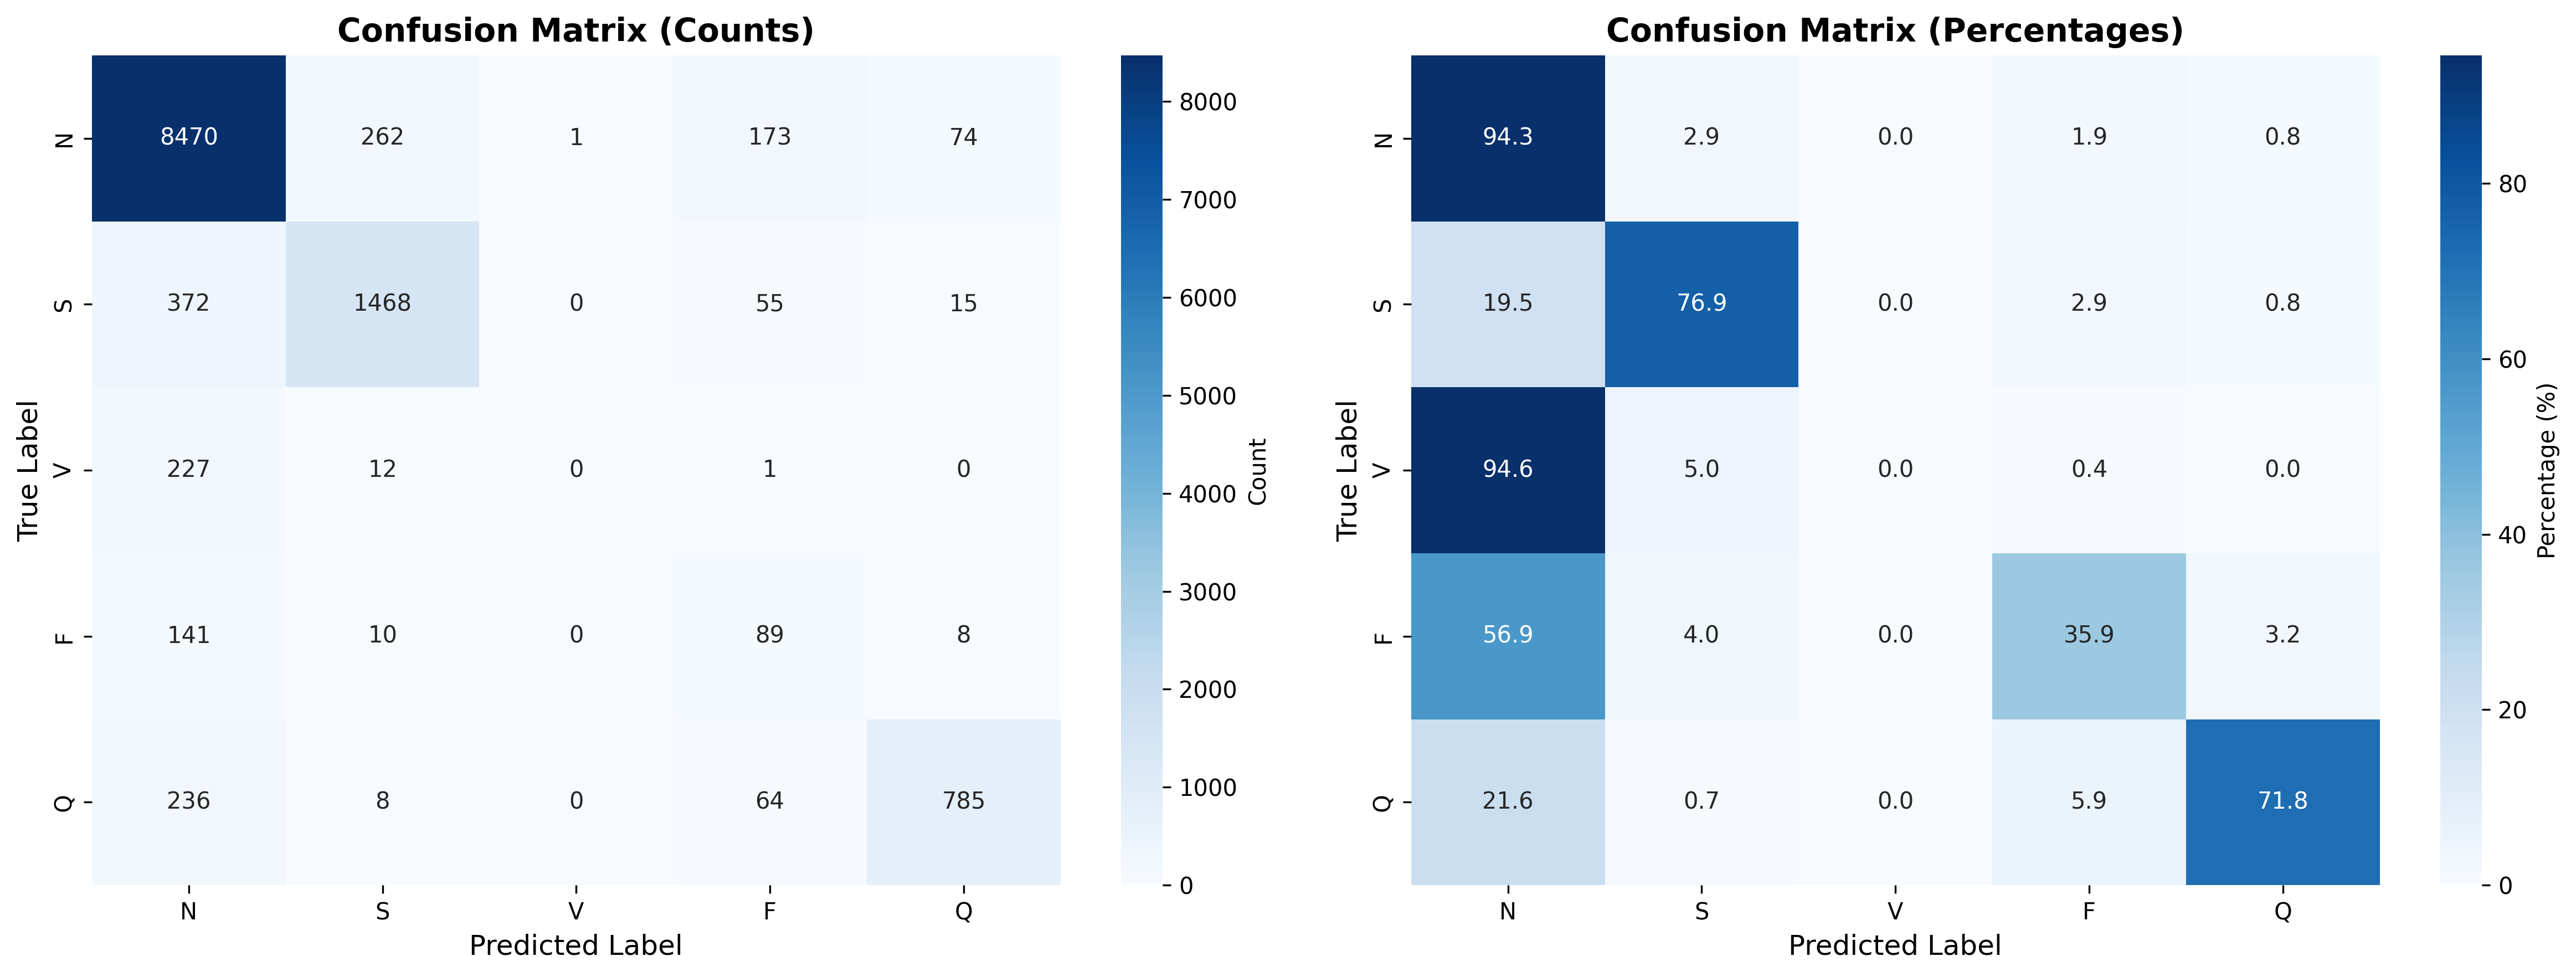 Confusion Matrix (Counts)
N 8470 262 1 173 74
S 372 1468 0 55 15
V 227 12 0 1 0
F 141 10 0 89 8
Q 236 8 0 64 785
N S V F Q
Predicted Label
True Label
8000
7000
6000
5000
4000
3000
2000
1000
0
Count
Confusion Matrix (Percentages)
N 94.3 2.9 0.0 1.9 0.8
S 19.5 76.9 0.0 2.9 0.8
V 94.6 5.0 0.0 0.4 0.0
F 56.9 4.0 0.0 35.9 3.2
Q 21.6 0.7 0.0 5.9 71.8
N S V F Q
Predicted Label
True Label
80
60
40
20
0
Percentage (%)